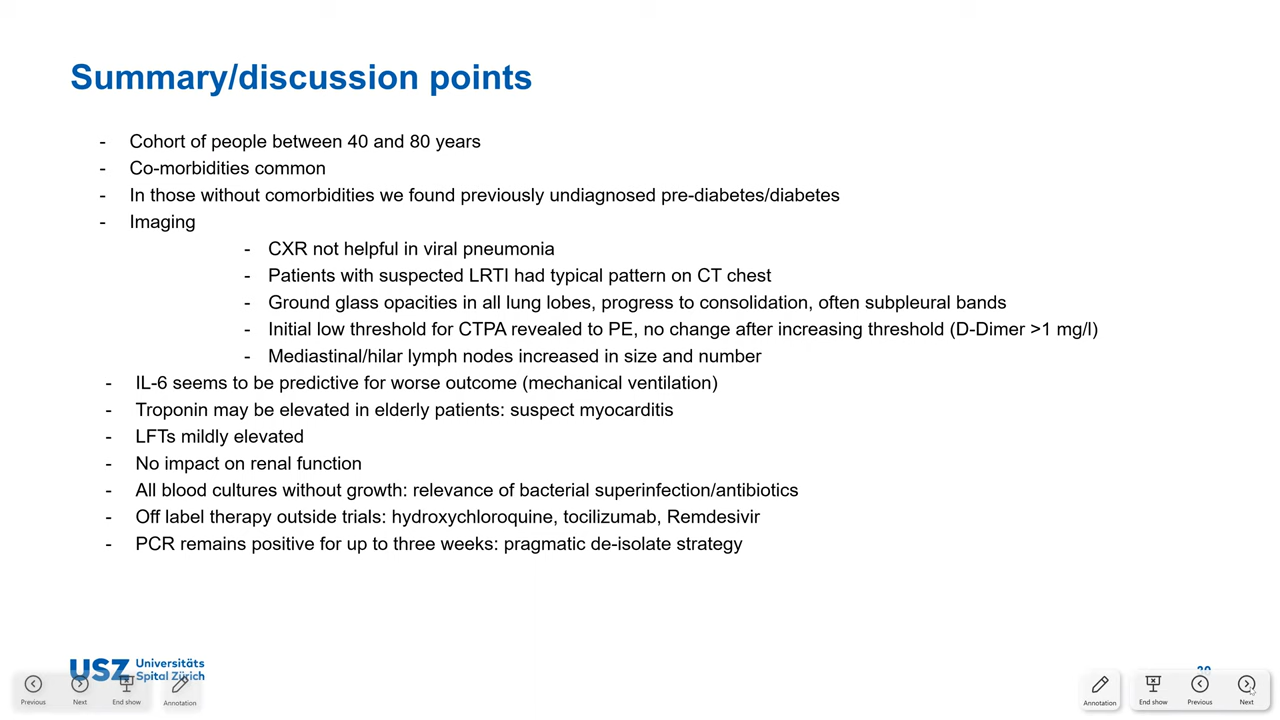 Summary/discussion points
- Cohort of people between 40 and 80 years
- Co-morbidities common
- In those without comorbidities we found previously undiagnosed pre-diabetes/diabetes
- Imaging
- CXR not helpful in viral pneumonia
- Patients with suspected LRTI had typical pattern on CT chest
- Ground glass opacities in all lung lobes, progress to consolidation, often subpleural bands
- Initial low threshold for CTPA revealed to PE, no change after increasing threshold (D-Dimer >1 mg/l)
- Mediastinal/hilar lymph nodes increased in size and number
- IL-6 seems to be predictive for worse outcome (mechanical ventilation)
- Troponin may be elevated in elderly patients: suspect myocarditis
- LFTs mildly elevated
- No impact on renal function
- All blood cultures without growth: relevance of bacterial superinfection/antibiotics
- Off label therapy outside trials: hydroxychloroquine, tocilizumab, Remdesivir
- PCR remains positive for up to three weeks: pragmatic de-isolate strategy
USZ Universitäts
Spital Zürich
Previous Next End show Annotation
Annotation End show Previous Next